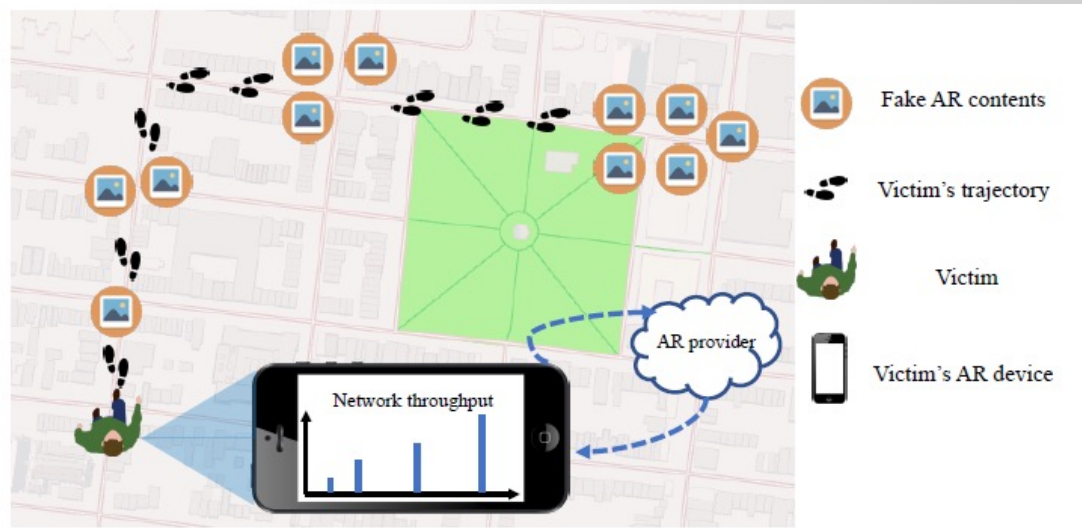 Fake AR contents
Victim's trajectory
Victim
AR provider
Victim's AR device
Network throughput